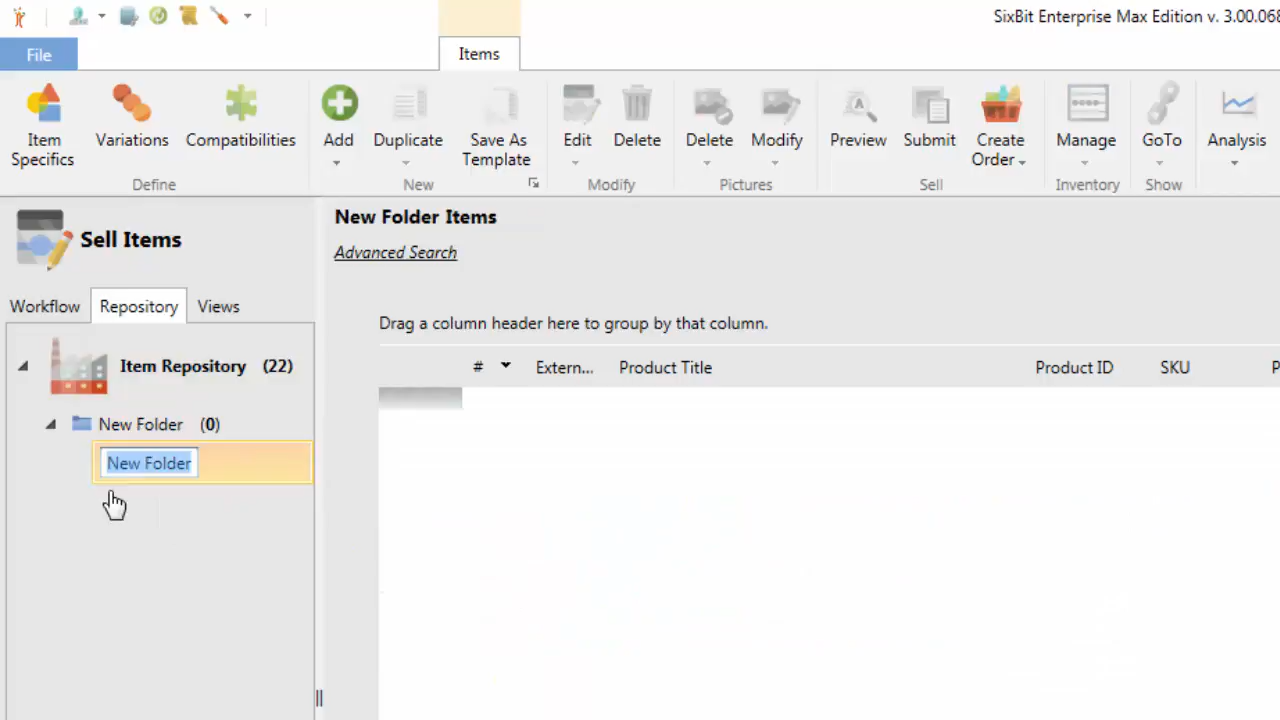 SixBit Enterprise Max Edition v. 3.00.068
File
Items
Item Specifics
Variations
Compatibilities
Add
Duplicate
Save As Template
Edit
Delete
Delete
Modify
Preview
Submit
Create Order
Manage
GoTo
Analysis
Define
New
Modify
Pictures
Sell
Inventory
Show
Sell Items
New Folder Items
Advanced Search
Workflow
Repository
Views
Drag a column header here to group by that column.
Item Repository (22)
# Extern... Product Title Product ID SKU P
New Folder (0)
New Folder